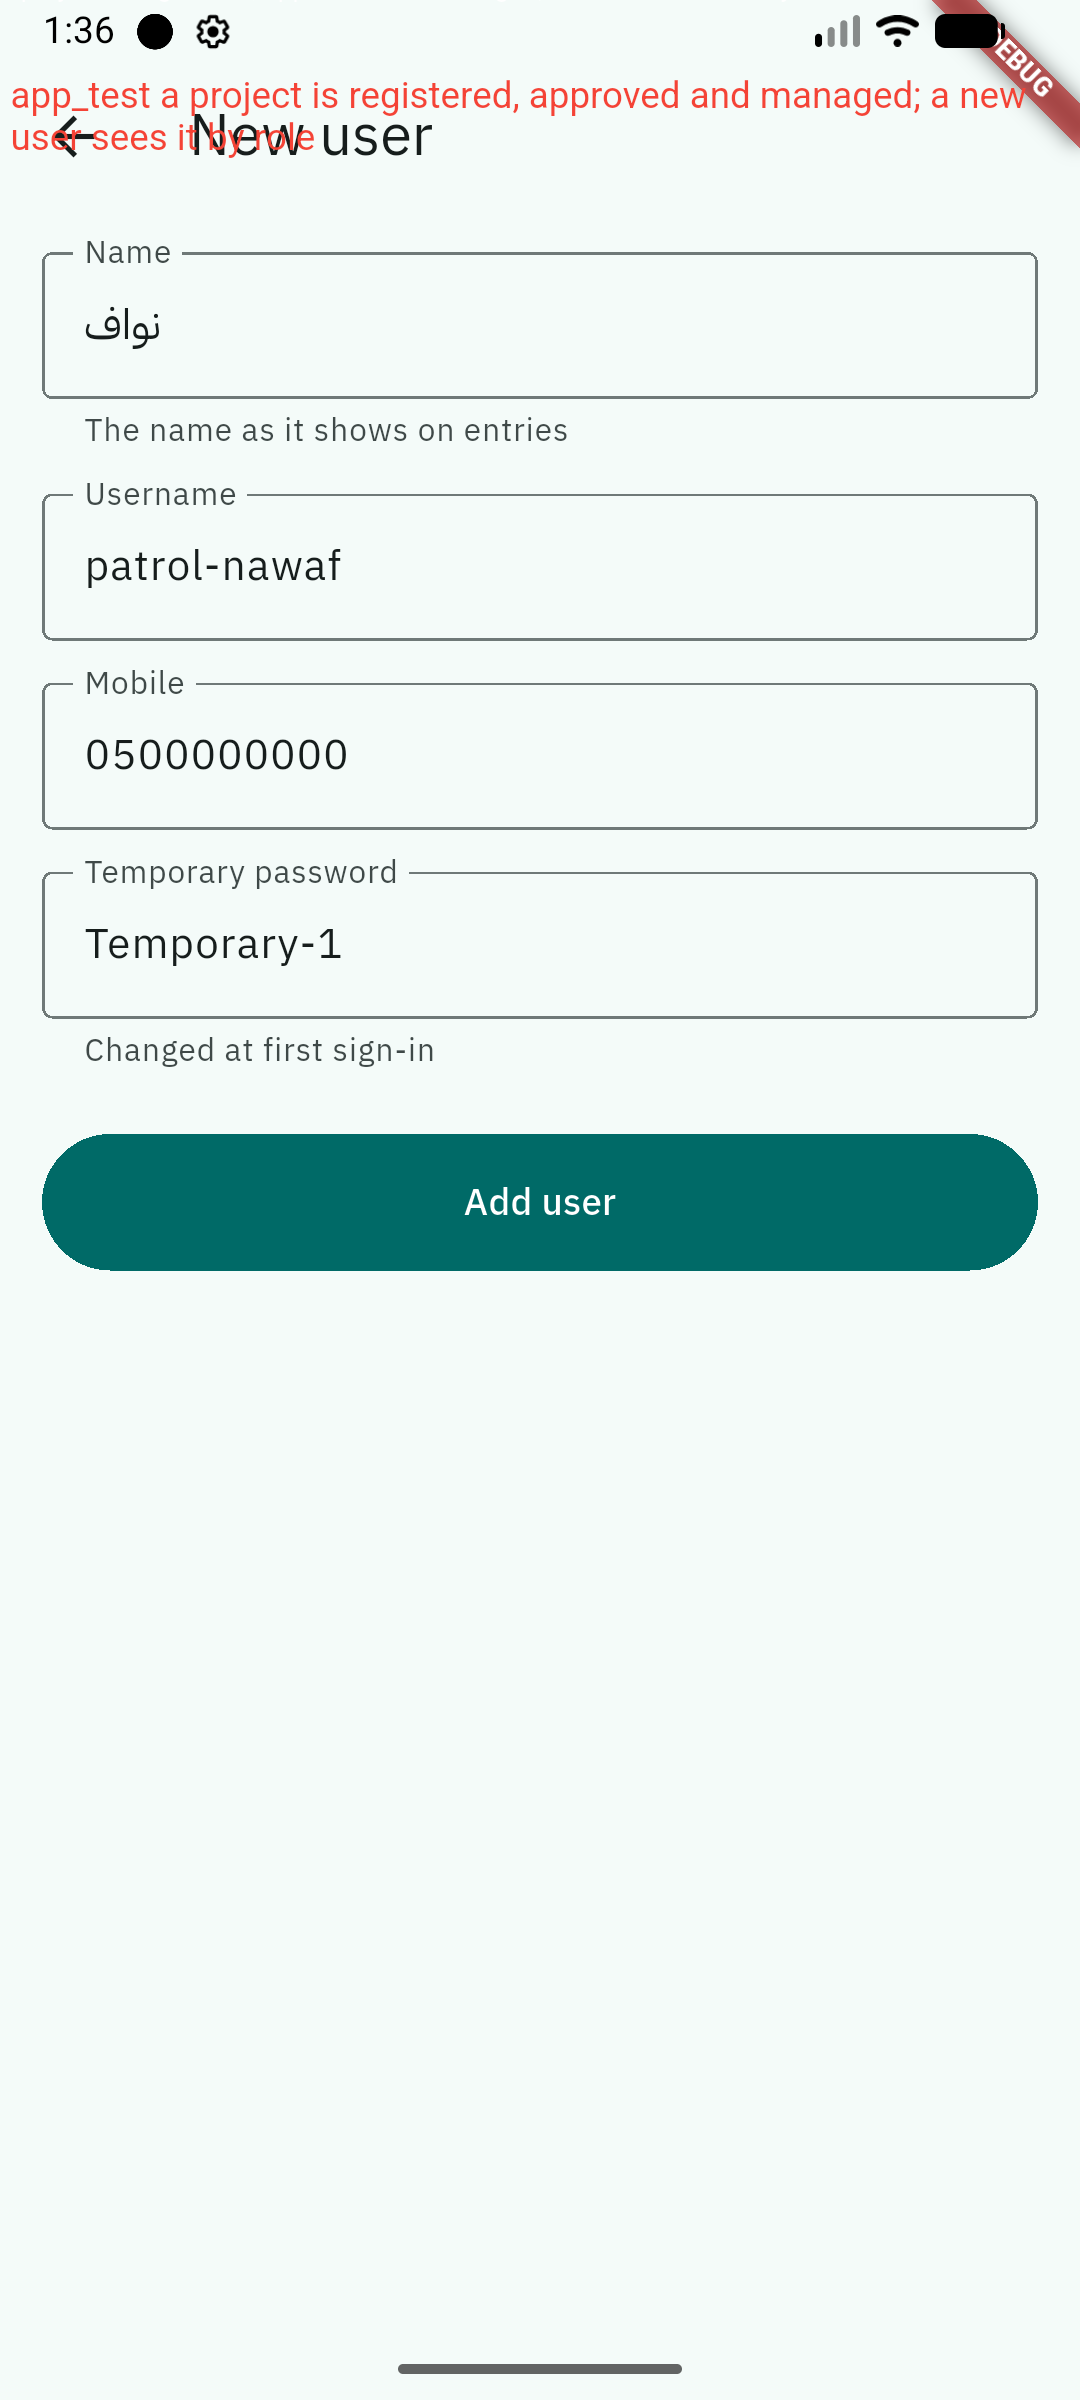 1:36
DEBUG
app_test a project is registered, approved and managed; a new
user sees it by role
New user
Name
نواف
The name as it shows on entries
Username
patrol-nawaf
Mobile
0500000000
Temporary password
Temporary-1
Changed at first sign-in
Add user